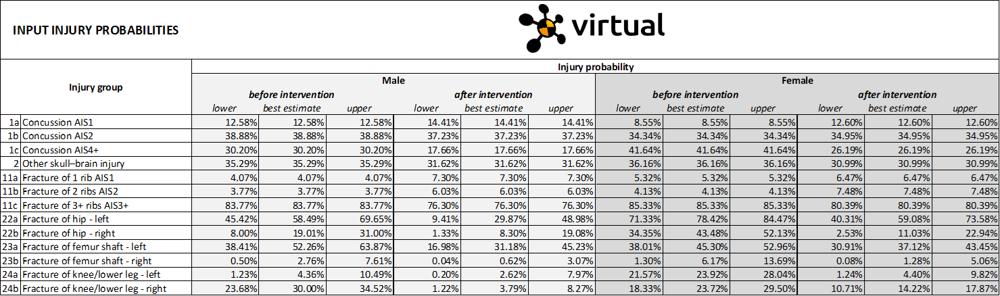 INPUT INJURY PROBABILITIES
virtual
Injury group
Injury probability
Male Female
before intervention after intervention before intervention after intervention
lower best estimate upper lower best estimate upper lower best estimate upper lower best estimate upper
1a Concussion AIS1 12.58% 12.58% 12.58% 14.41% 14.41% 14.41% 8.55% 8.55% 8.55% 12.60% 12.60% 12.60%
1b Concussion AIS2 38.88% 38.88% 38.88% 37.23% 37.23% 37.23% 34.34% 34.34% 34.34% 34.95% 34.95% 34.95%
1c Concussion AIS4+ 30.20% 30.20% 30.20% 17.66% 17.66% 17.66% 41.64% 41.64% 41.64% 26.19% 26.19% 26.19%
2 Other skull–brain injury 35.29% 35.29% 35.29% 31.62% 31.62% 31.62% 36.16% 36.16% 36.16% 30.99% 30.99% 30.99%
11a Fracture of 1 rib AIS1 4.07% 4.07% 4.07% 7.30% 7.30% 7.30% 5.32% 5.32% 5.32% 6.47% 6.47% 6.47%
11b Fracture of 2 ribs AIS2 3.77% 3.77% 3.77% 6.03% 6.03% 6.03% 4.13% 4.13% 4.13% 7.48% 7.48% 7.48%
11c Fracture of 3+ ribs AIS3+ 83.77% 83.77% 83.77% 76.30% 76.30% 76.30% 85.33% 85.33% 85.33% 80.39% 80.39% 80.39%
22a Fracture of hip - left 45.42% 58.49% 69.65% 9.41% 29.87% 48.98% 71.33% 78.42% 84.47% 40.31% 59.08% 73.58%
22b Fracture of hip - right 8.00% 19.01% 31.00% 1.33% 8.30% 19.08% 34.35% 43.48% 52.13% 2.53% 11.03% 22.94%
23a Fracture of femur shaft - left 38.41% 52.26% 63.87% 16.98% 31.18% 45.23% 38.01% 45.30% 52.96% 30.91% 37.12% 43.45%
23b Fracture of femur shaft - right 0.50% 2.76% 7.61% 0.04% 0.62% 3.07% 1.30% 6.17% 13.69% 0.08% 1.28% 5.06%
24a Fracture of knee/lower leg - left 1.23% 4.36% 10.49% 0.20% 2.62% 7.97% 21.57% 23.92% 28.04% 1.24% 4.40% 9.82%
24b Fracture of knee/lower leg - right 23.68% 30.00% 34.52% 1.22% 3.79% 8.27% 18.33% 23.72% 29.50% 10.71% 14.22% 17.87%